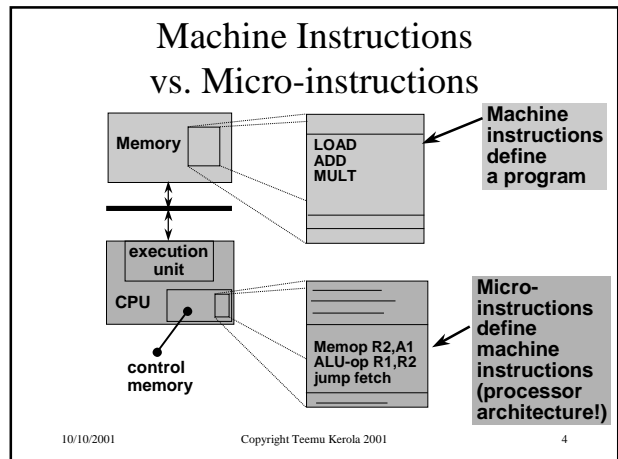 Machine Instructions
vs. Micro-instructions
Memory
LOAD
ADD
MULT
Machine
instructions
define
a program
execution
unit
CPU
control
memory
Memop R2,A1
ALU-op R1,R2
jump fetch
Micro-
instructions
define
machine
instructions
(processor
architecture!)
10/10/2001
Copyright Teemu Kerola 2001
4